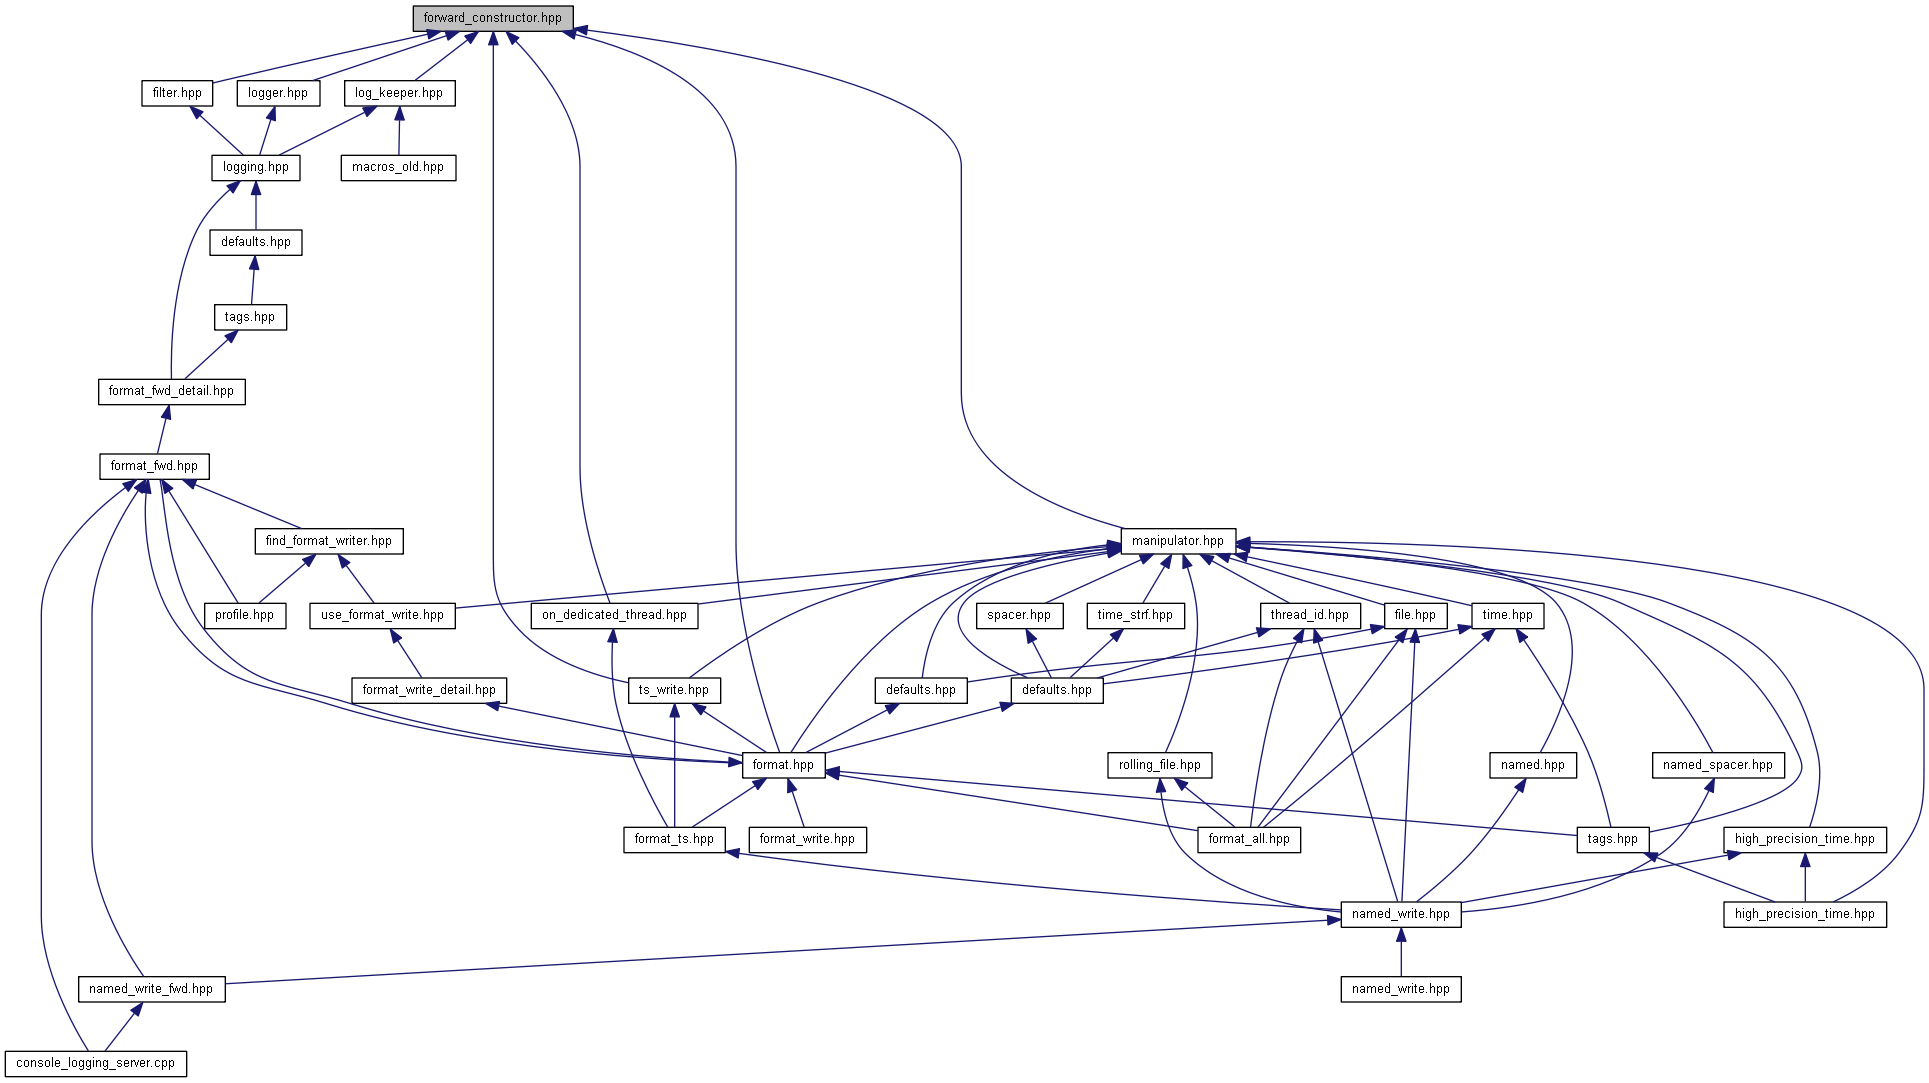 forward_constructor.hpp
filter.hpp
logger.hpp
log_keeper.hpp
logging.hpp
macros_old.hpp
defaults.hpp
tags.hpp
format_fwd_detail.hpp
format_fwd.hpp
find_format_writer.hpp
manipulator.hpp
profile.hpp
use_format_write.hpp
on_dedicated_thread.hpp
spacer.hpp
time_strf.hpp
thread_id.hpp
file.hpp
time.hpp
format_write_detail.hpp
ts_write.hpp
defaults.hpp
defaults.hpp
format.hpp
rolling_file.hpp
named.hpp
named_spacer.hpp
format_ts.hpp
format_write.hpp
format_all.hpp
tags.hpp
high_precision_time.hpp
named_write.hpp
high_precision_time.hpp
named_write_fwd.hpp
named_write.hpp
console_logging_server.cpp